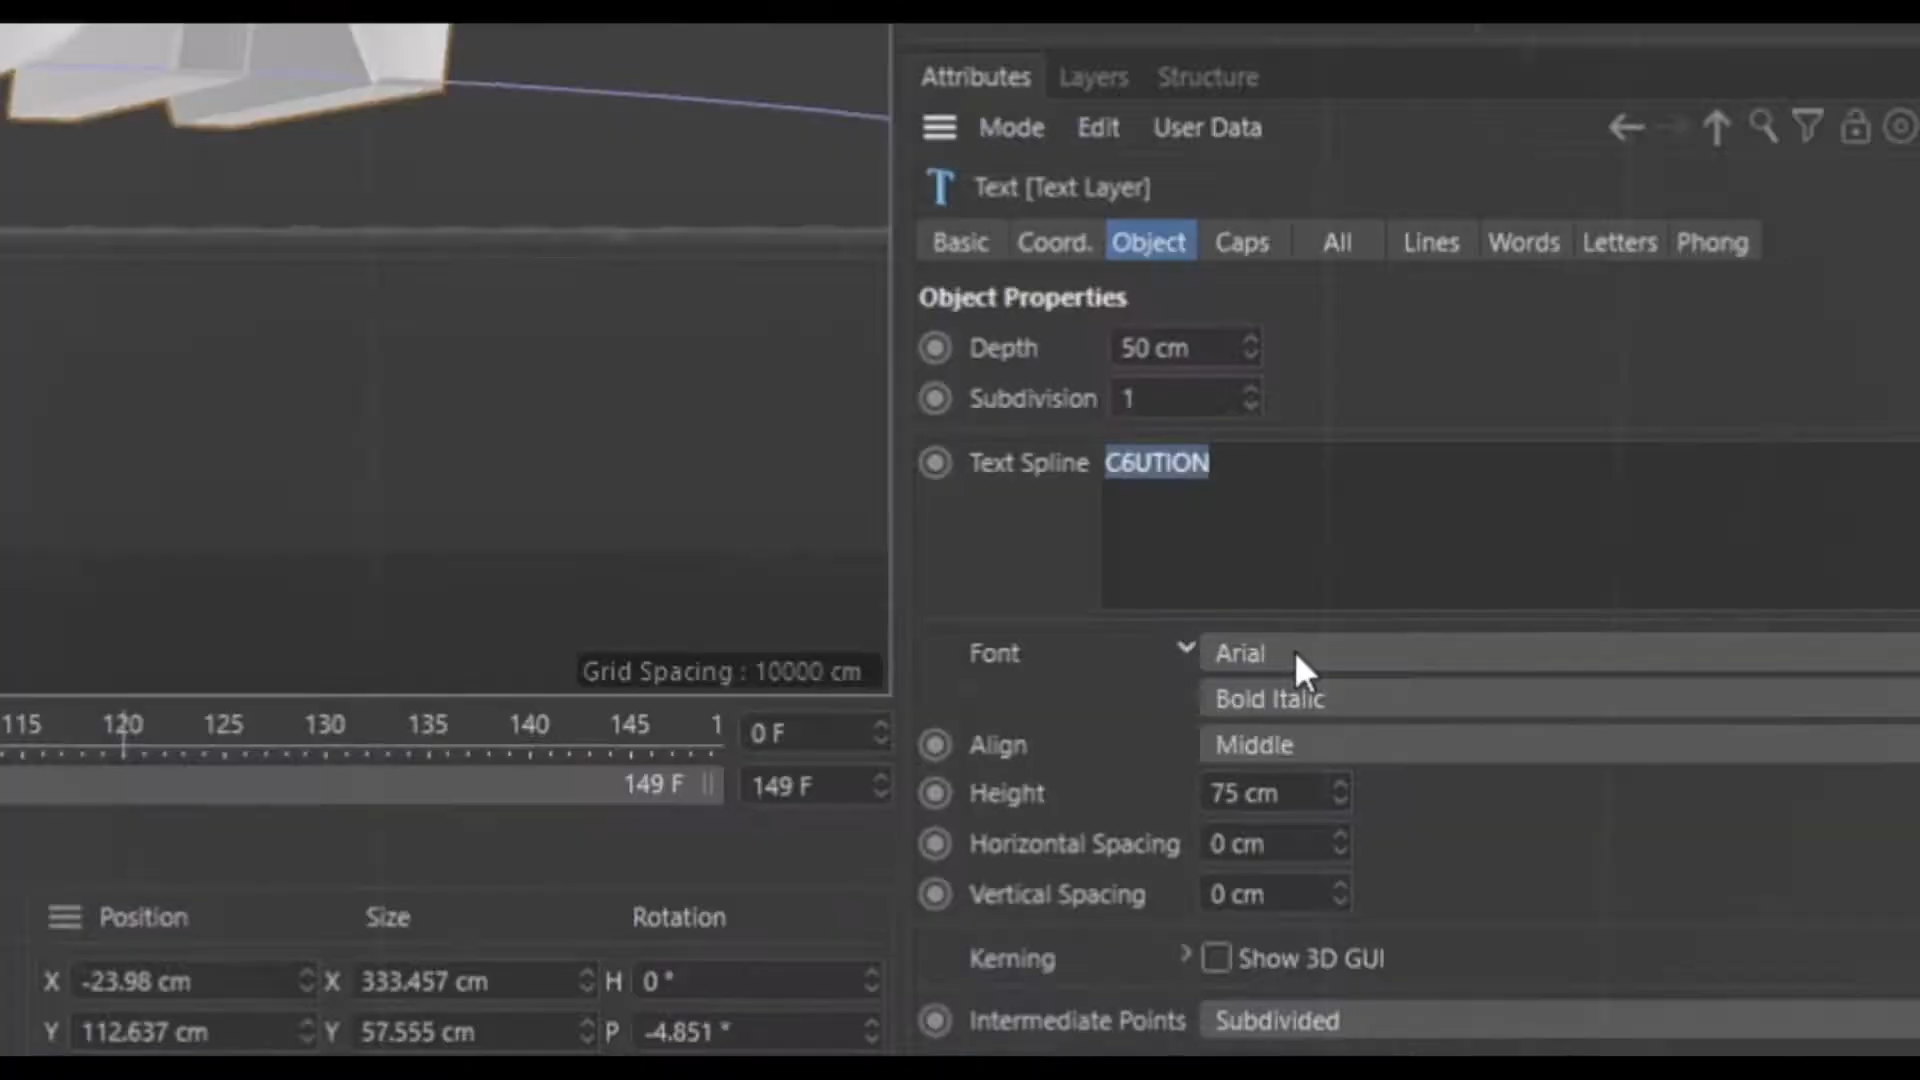 Attributes Layers Structure
Mode Edit User Data
Text [Text Layer]
Basic Coord. Object Caps All Lines Words Letters Phong
Object Properties
Depth 50 cm
Subdivision 1
Text Spline C6UTION
Font Arial
Bold Italic
Align Middle
Height 75 cm
Horizontal Spacing 0 cm
Vertical Spacing 0 cm
Kerning Show 3D GUI
Intermediate Points Subdivided
Grid Spacing : 10000 cm
115 120 125 130 135 140 145 1 0 F
149 F 149 F
Position Size Rotation
X -23.98 cm X 333.457 cm H 0 °
Y 112.637 cm Y 57.555 cm P -4.851 °